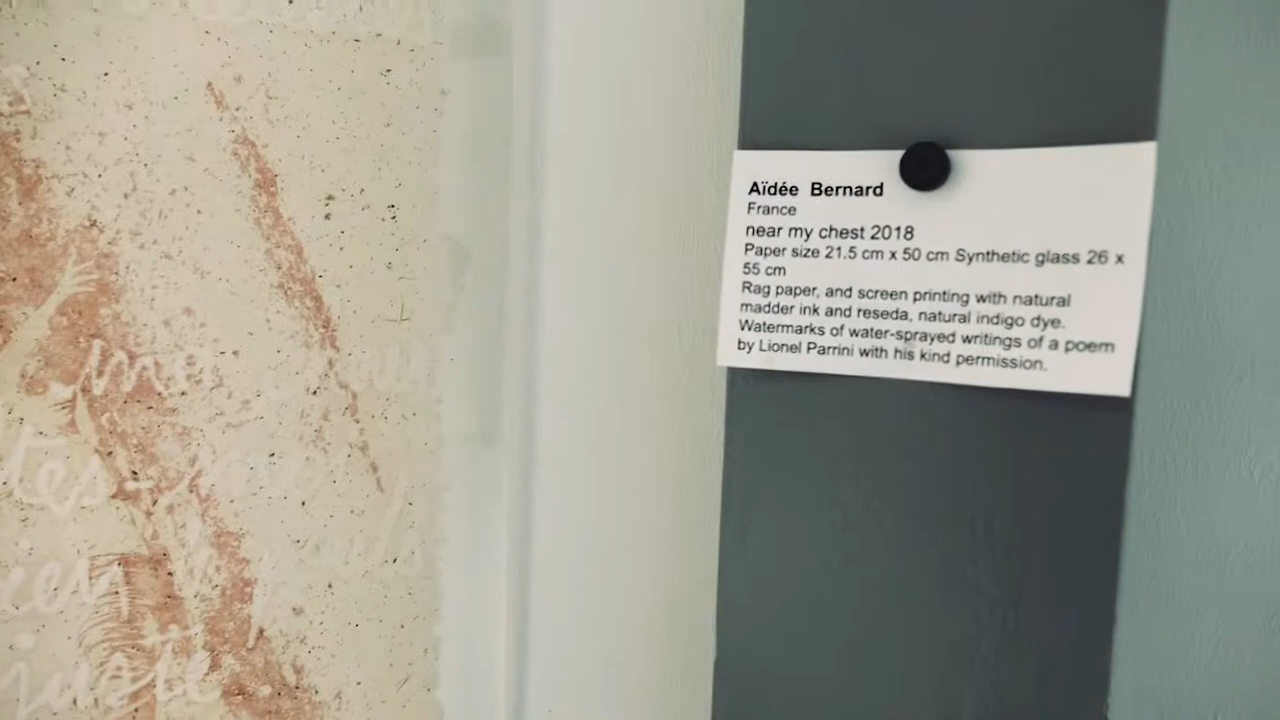 Aïdée Bernard
France
near my chest 2018
Paper size 21.5 cm x 50 cm Synthetic glass 26 x
55 cm
Rag paper, and screen printing with natural
madder ink and reseda, natural indigo dye.
Watermarks of water-sprayed writings of a poem
by Lionel Parrini with his kind permission.